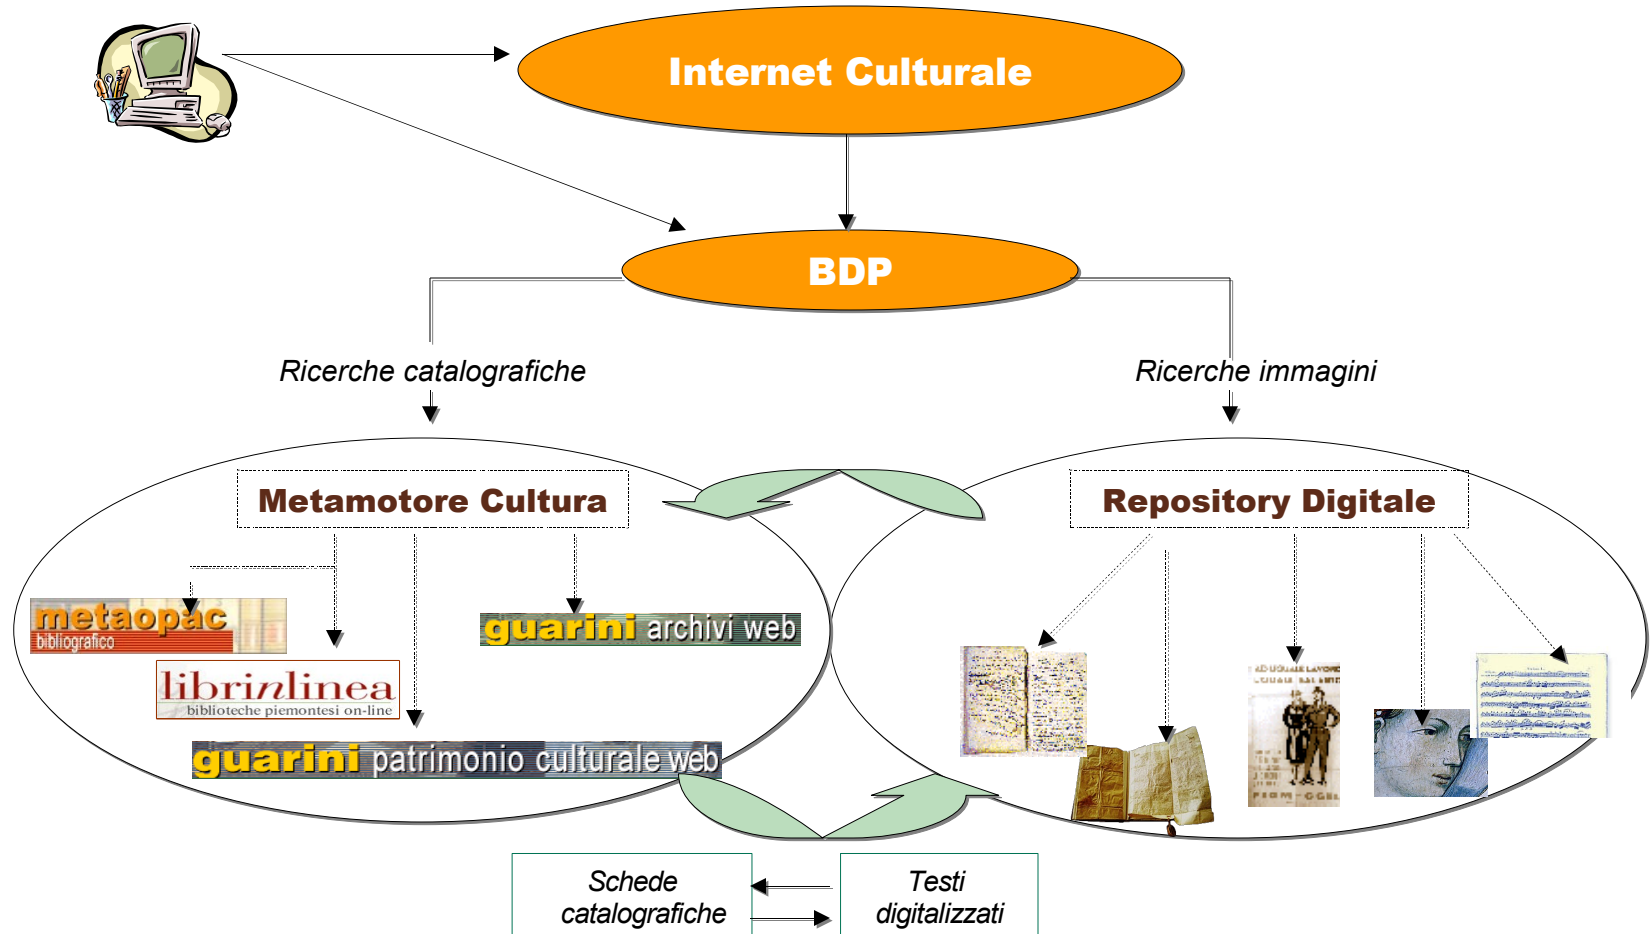 Internet Culturale
BDP
Ricerche catalografiche
Ricerche immagini
Metamotore Cultura
Repository Digitale
metaopac
bibliografico
guarini archivi web
librinlinea
biblioteche piemontesi on-line
guarini patrimonio culturale web
Schede
catalografiche
Testi
digitalizzati